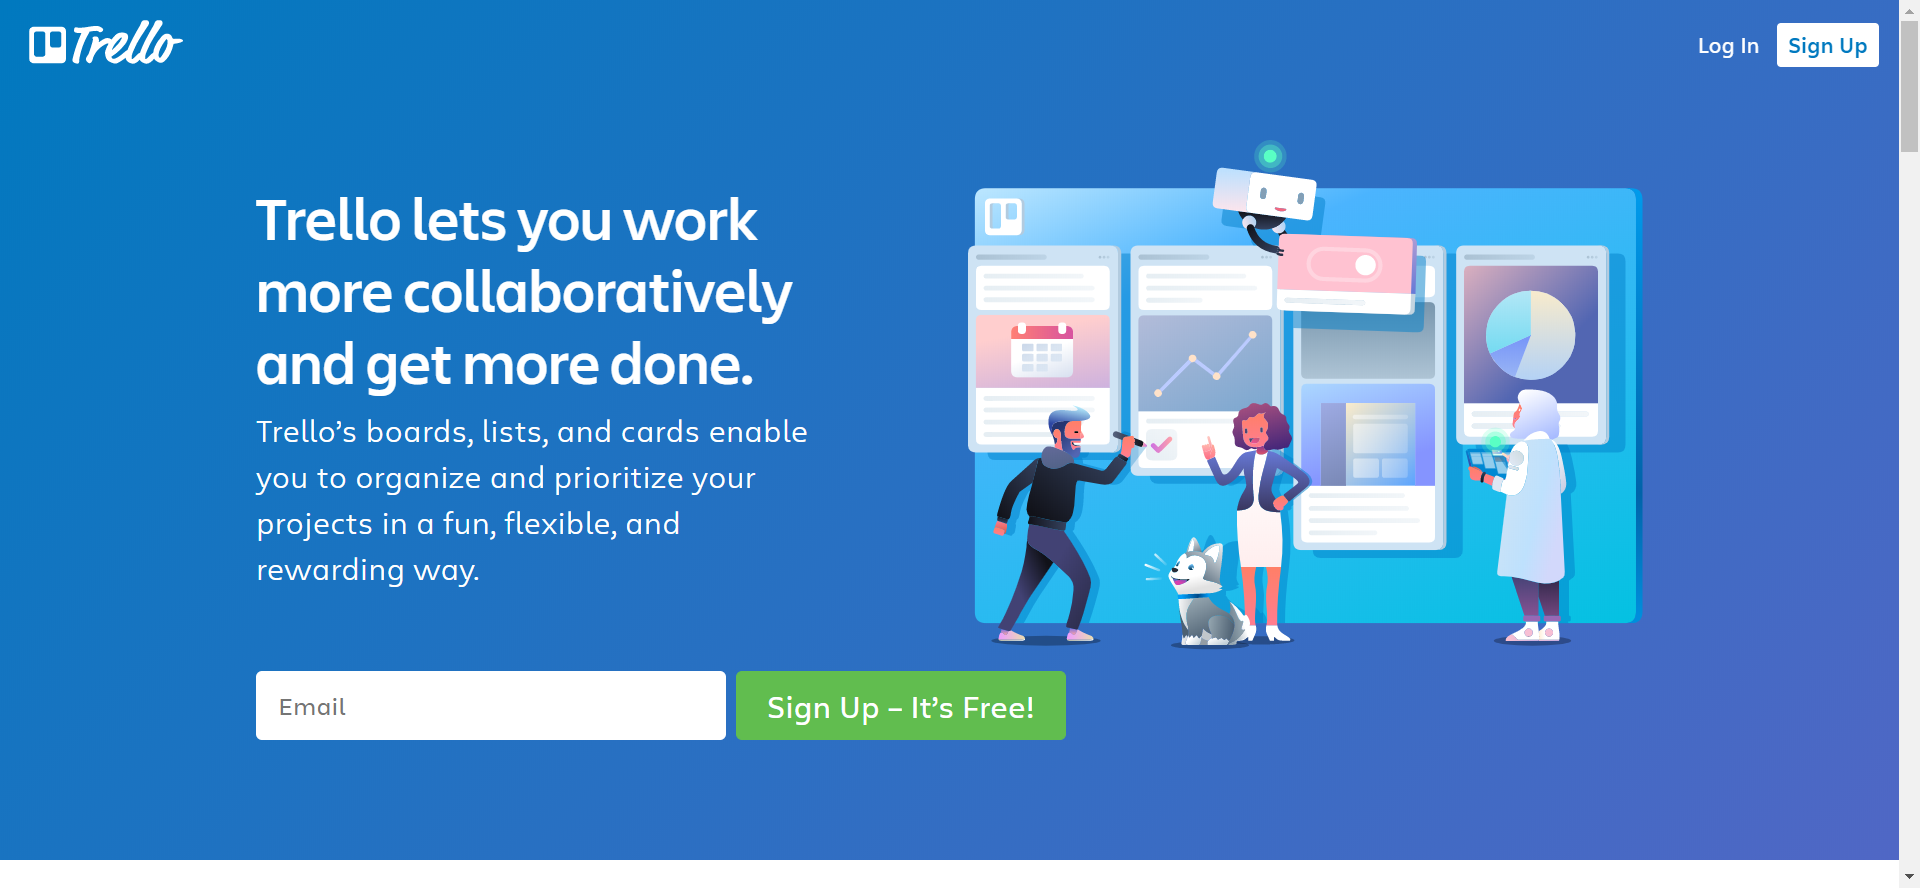 Trello
Log In
Sign Up
Trello lets you work
more collaboratively
and get more done.
Trello’s boards, lists, and cards enable
you to organize and prioritize your
projects in a fun, flexible, and
rewarding way.
Email
Sign Up – It’s Free!